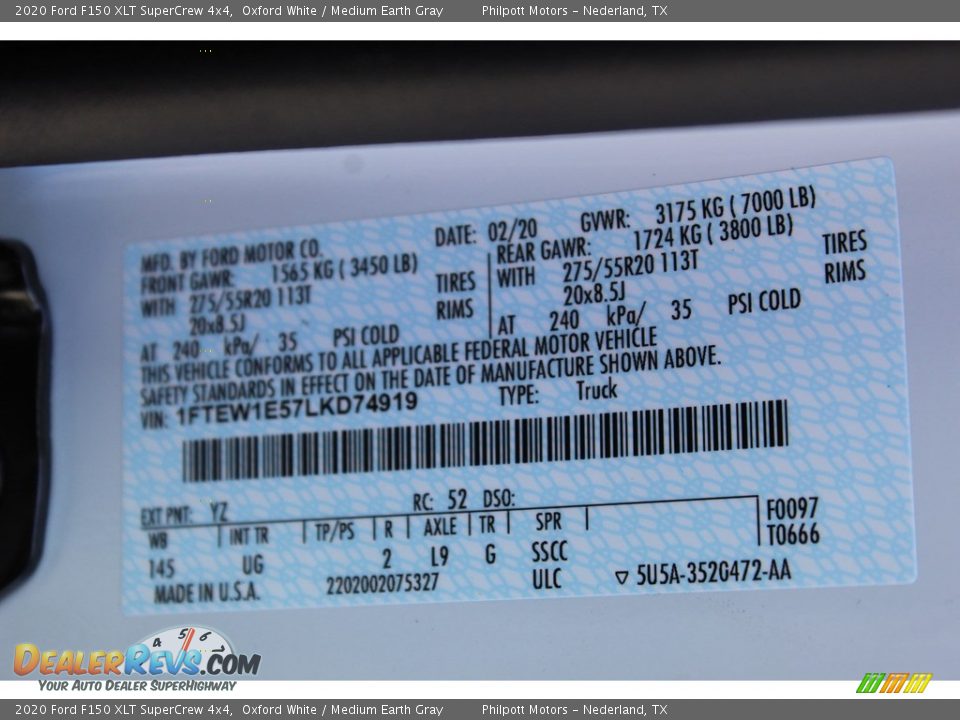 2020 Ford F150 XLT SuperCrew 4x4, Oxford White / Medium Earth Gray Philpott Motors – Nederland, TX
MFD. BY FORD MOTOR CO. DATE: 02/20 GVWR: 3175 KG ( 7000 LB)
FRONT GAWR: 1565 KG ( 3450 LB) REAR GAWR: 1724 KG ( 3800 LB)
WITH 275/55R20 113T TIRES WITH 275/55R20 113T TIRES
20x8.5J RIMS 20x8.5J RIMS
AT 240 kPa/ 35 PSI COLD AT 240 kPa/ 35 PSI COLD
THIS VEHICLE CONFORMS TO ALL APPLICABLE FEDERAL MOTOR VEHICLE
SAFETY STANDARDS IN EFFECT ON THE DATE OF MANUFACTURE SHOWN ABOVE.
VIN: 1FTEW1E57LKD74919 TYPE: Truck
EXT PNT: YZ RC: 52 DSO: F0097
WB INT TR TP/PS R AXLE TR SPR T0666
145 UG 2 L9 G SSCC
MADE IN U.S.A. 2202002075327 ULC ▽ 5U5A-3520472-AA
4 5 6
DEALERREVS.COM
YOUR AUTO DEALER SUPERHIGHWAY
2020 Ford F150 XLT SuperCrew 4x4, Oxford White / Medium Earth Gray Philpott Motors – Nederland, TX